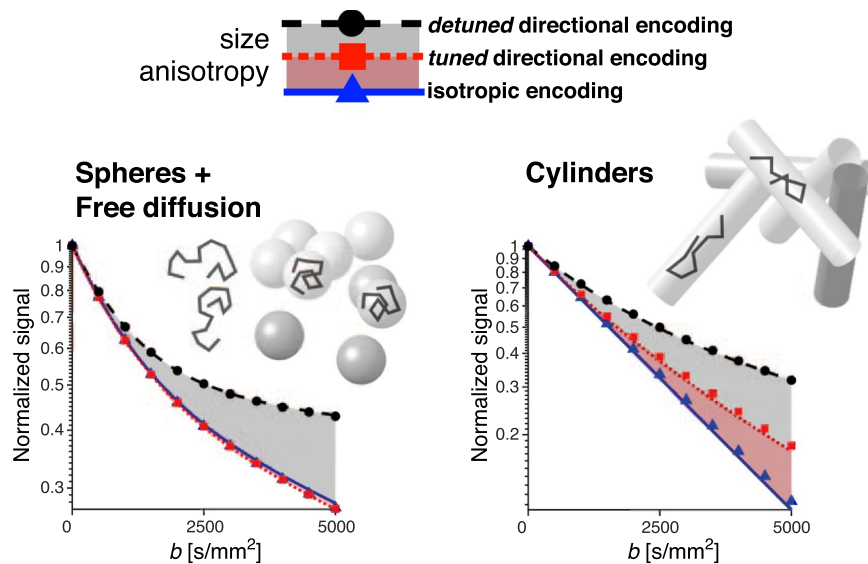 size
anisotropy
detuned directional encoding
tuned directional encoding
isotropic encoding
Spheres +
Free diffusion
Normalized signal
1
0.9
0.8
0.7
0.6
0.5
0.4
0.3
0
2500
5000
b [s/mm²]
Cylinders
Normalized signal
1
0.9
0.8
0.7
0.6
0.5
0.4
0.3
0.2
0
2500
5000
b [s/mm²]